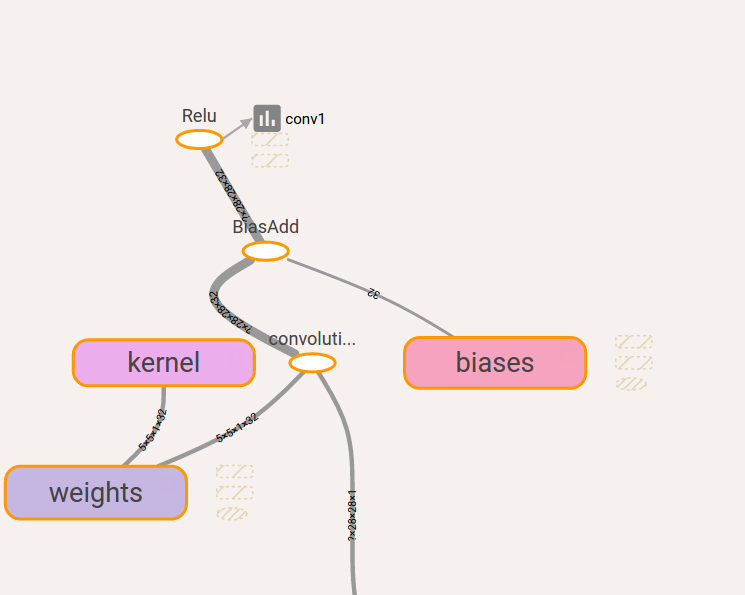 Relu
conv1
?×28×28×32
BiasAdd
32
?×28×28×32
convoluti...
kernel
biases
5×5×1×32
5×5×1×32
weights
?×28×28×1